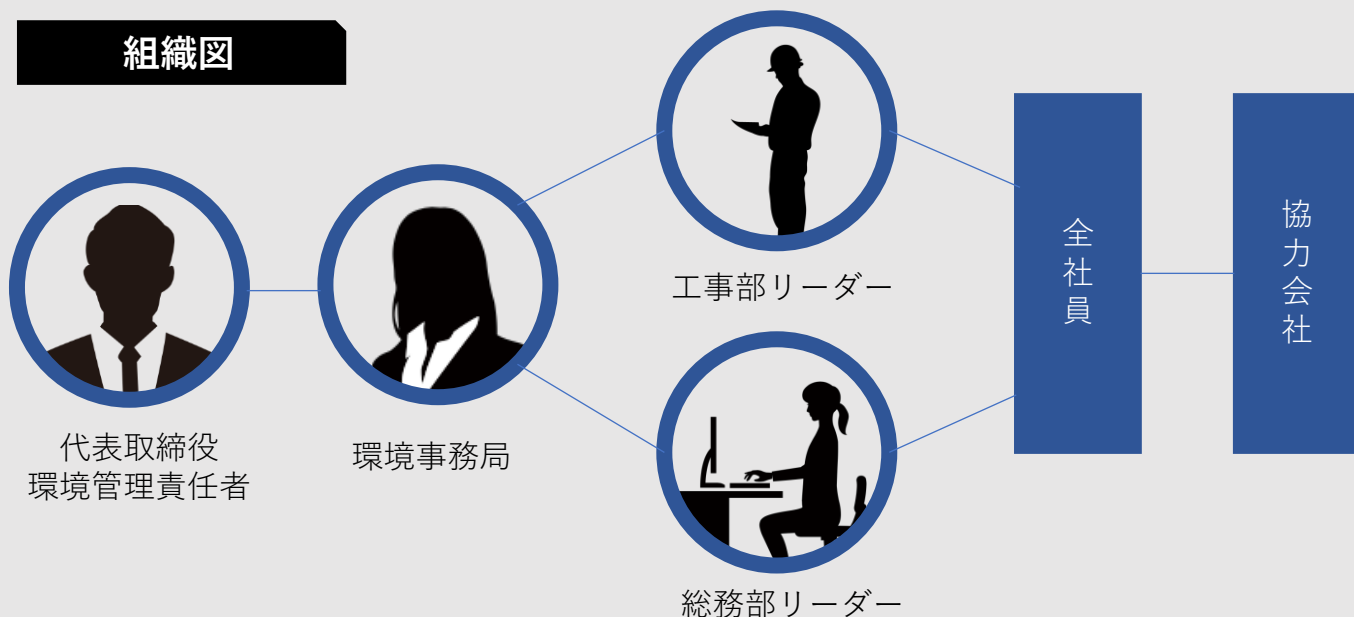 組織図
代表取締役
環境管理責任者
環境事務局
工事部リーダー
総務部リーダー
全社員
協力会社